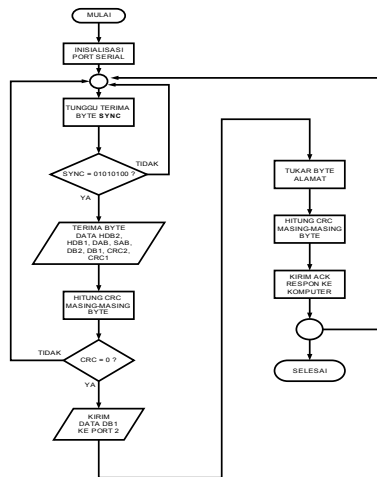 MULAI
INISIALISASI
PORT SERIAL
TUNGGU TERIMA
BYTE SYNC
SYNC = 01010100 ?
TIDAK
YA
TERIMA BYTE
DATA HDB2,
HDB1, DAB, SAB,
DB2, DB1, CRC2,
CRC1
HITUNG CRC
MASING-MASING
BYTE
TIDAK
CRC = 0 ?
YA
KIRIM
DATA DB1
KE PORT 2
TUKAR BYTE
ALAMAT
HITUNG CRC
MASING-MASING
BYTE
KIRIM ACK
RESPON KE
KOMPUTER
SELESAI